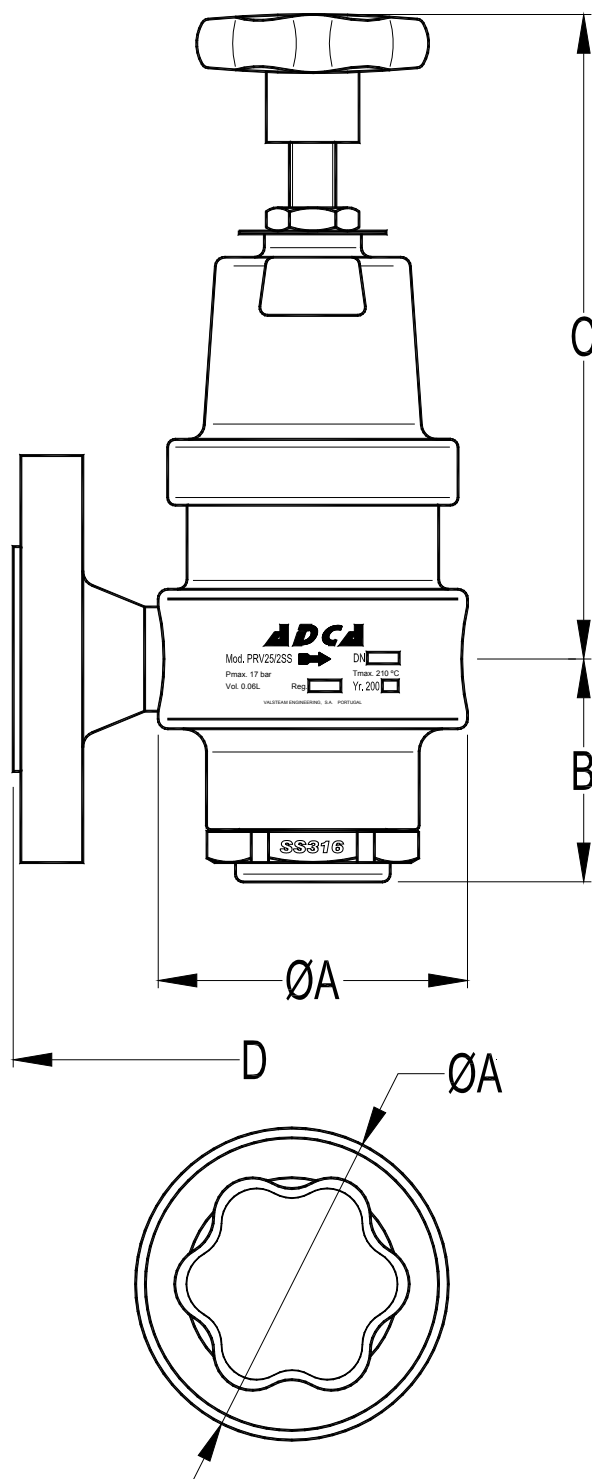 C
ADCA
Mod. PRV25/2SS DN
Pmax. 17 bar Tmax. 210 ºC
Vol. 0.06L Reg. Yr. 200
VALSTEAM ENGINEERING, S.A. PORTUGAL
B
SS316
ØA
D
ØA